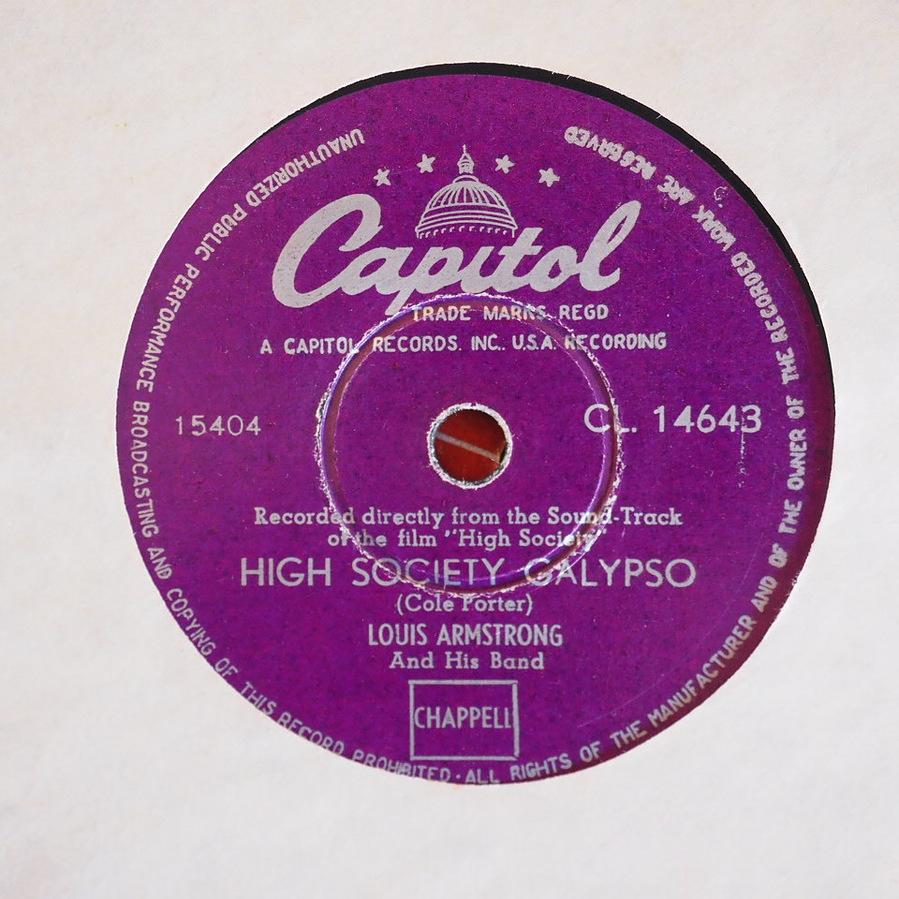 Capitol
TRADE MARKS REGD
A CAPITOL RECORDS. INC. U.S.A. RECORDING
15404
CL. 14643
Recorded directly from the Sound-Track
of the film "High Society"
HIGH SOCIETY CALYPSO
(Cole Porter)
LOUIS ARMSTRONG
And His Band
CHAPPELL
UNAUTHORIZED PUBLIC PERFORMANCE BROADCASTING AND COPYING OF THIS RECORD PROHIBITED · ALL RIGHTS OF THE MANUFACTURER AND OF THE OWNER OF THE RECORDED WORK ARE RESERVED